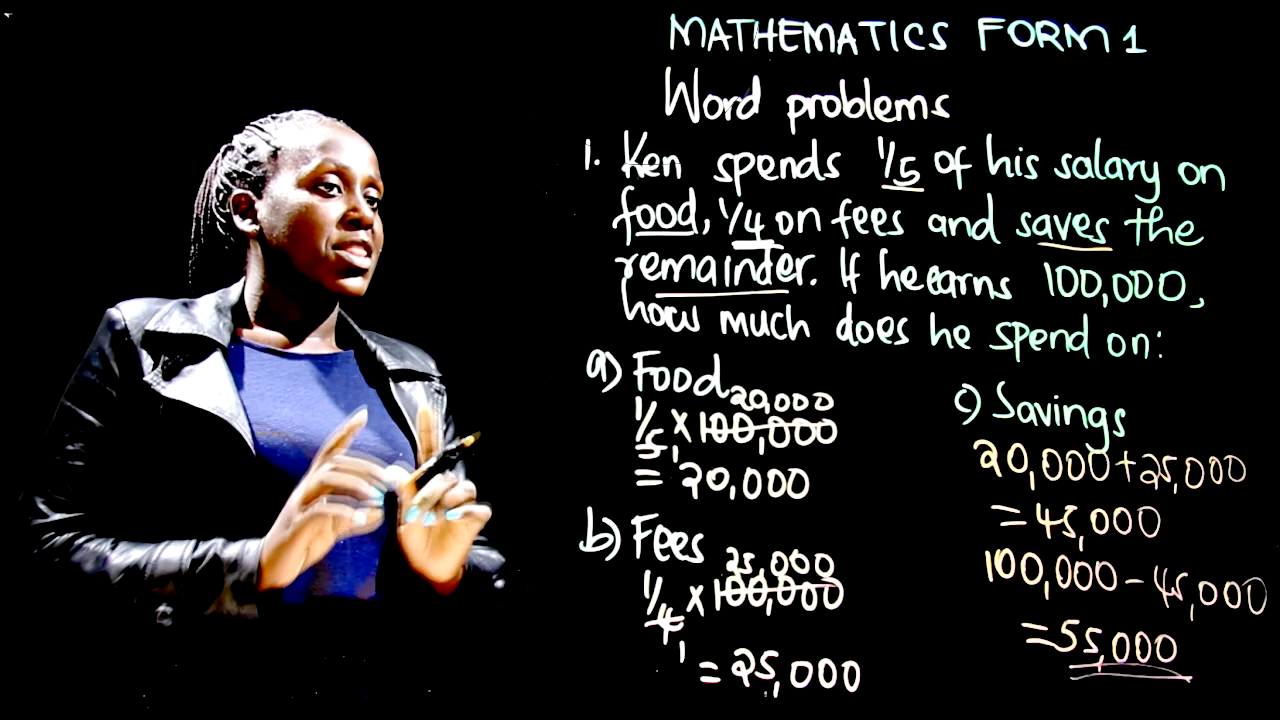 MATHEMATICS FORM 1
Word problems
1. Ken spends 1/5 of his salary on
food, 1/4 on fees and saves the
remainder. If he earns 100,000,
how much does he spend on:
a) Food
20,000
1/5 × 100,000
1
= 20,000
b) Fees
25,000
1/4 × 100,000
1
= 25,000
c) Savings
20,000 + 25,000
= 45,000
100,000 - 45,000
= 55,000